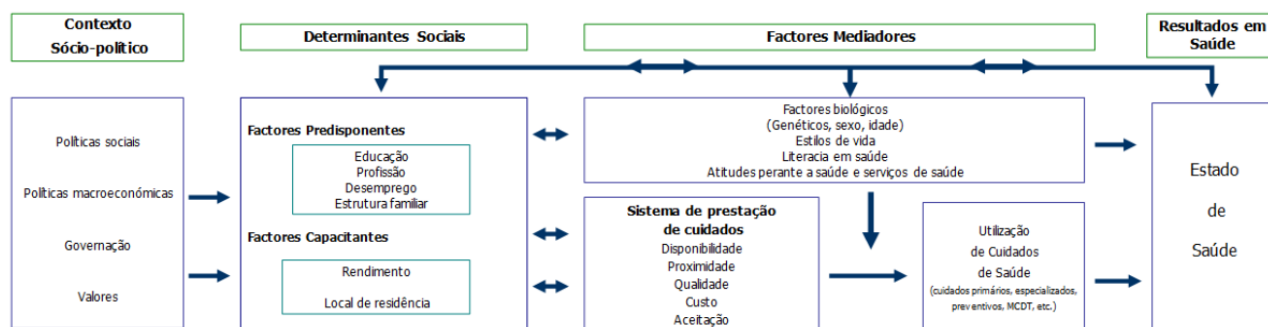 Contexto
Sócio-político
Determinantes Sociais
Factores Mediadores
Resultados em
Saúde
Políticas sociais
Políticas macroeconómicas
Governação
Valores
Factores Predisponentes
Educação
Profissão
Desemprego
Estrutura familiar
Factores Capacitantes
Rendimento
Local de residência
Factores biológicos
(Genéticos, sexo, idade)
Estilos de vida
Literacia em saúde
Atitudes perante a saúde e serviços de saúde
Sistema de prestação
de cuidados
Disponibilidade
Proximidade
Qualidade
Custo
Aceitação
Utilização
de Cuidados
de Saúde
(cuidados primários, especializados,
preventivos, MCDT, etc.)
Estado
de
Saúde